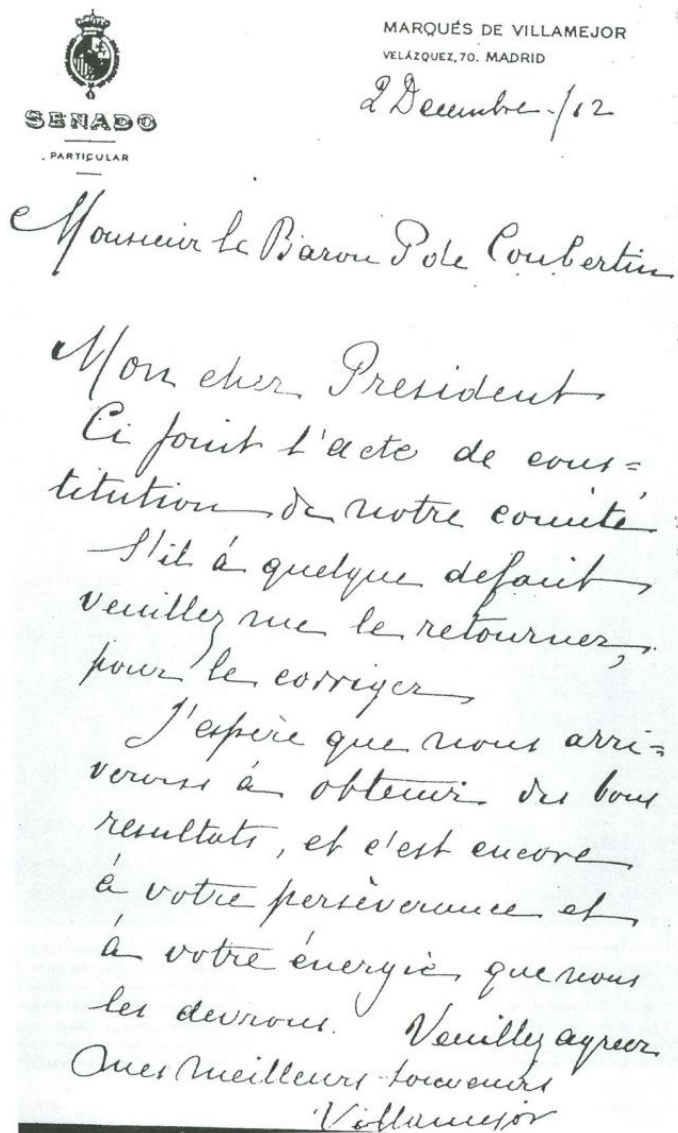 SENADO
PARTICULAR
MARQUÉS DE VILLAMEJOR
VELÁZQUEZ, 70. MADRID
2 Decembre -/12
Monsieur le Baron P de Coubertin
Mon cher President
Ci joint l'acte de cons=
titution de notre comité
S'il á quelque defaut
veuillez me le retourner,
pour le corriger
J'espére que nous arri=
verons á obtenir des bons
resultats, et c'est encore
á votre persèverance et
á votre énergie que nous
les devrons. Veuillez agreer
mes meilleurs souvenirs
Villamejor